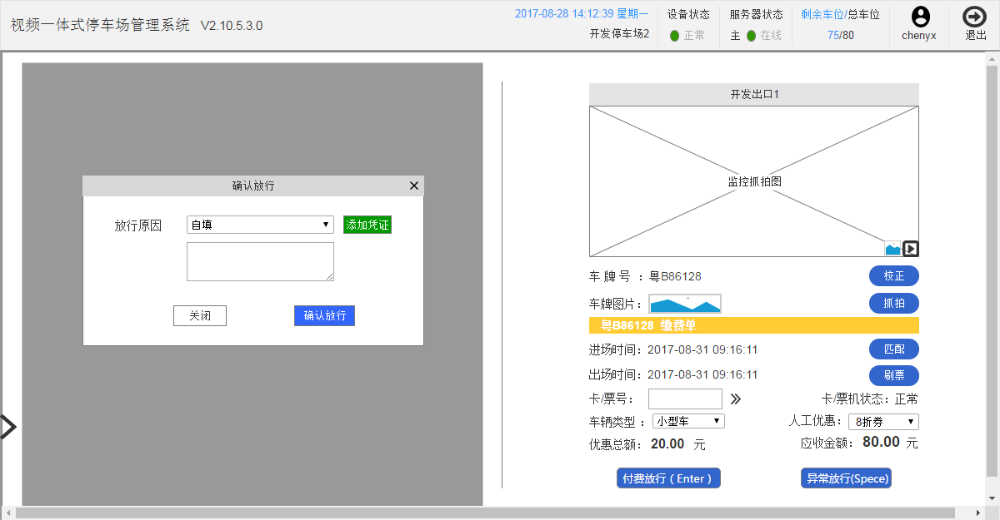 视频一体式停车场管理系统 V2.10.5.3.0
2017-08-28 14:12:39 星期一
开发停车场2
设备状态
正常
服务器状态
主 在线
剩余车位/总车位
75/80
chenyx
退出
确认放行
放行原因 自填 添加凭证
关闭 确认放行
开发出口1
监控抓拍图
车 牌 号 ：粤B86128 校正
车牌图片： 抓拍
粤B86128 缴费单
进场时间：2017-08-31 09:16:11 匹配
出场时间：2017-08-31 09:16:11 刷票
卡/票号： 卡/票机状态：正常
车辆类型： 小型车 人工优惠： 8折券
优惠总额： 20.00 元 应收金额： 80.00 元
付费放行（Enter） 异常放行(Spece)